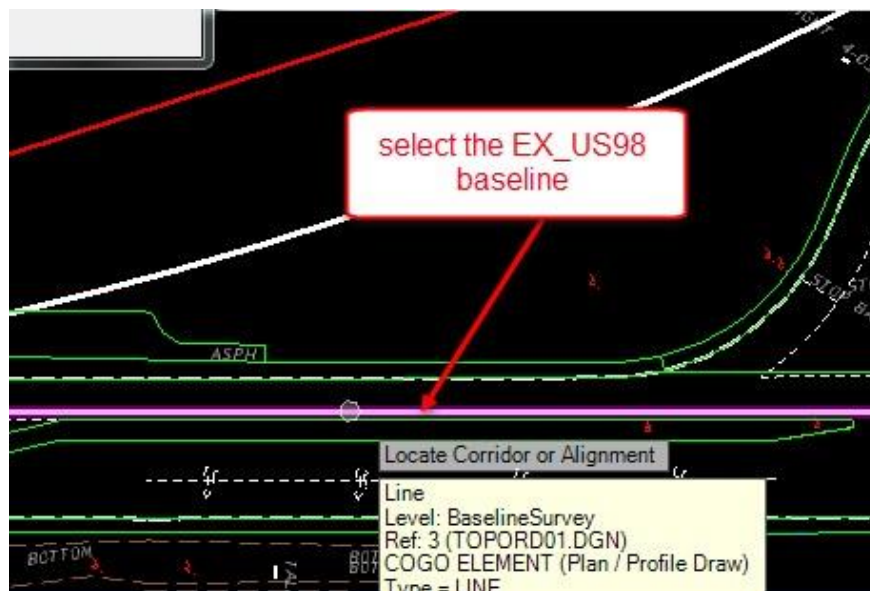 select the EX_US98
baseline
ASPH
Locate Corridor or Alignment
Line
Level: BaselineSurvey
Ref: 3 (TOPORD01.DGN)
COGO ELEMENT (Plan / Profile Draw)
Type = LINE
BOTTOM